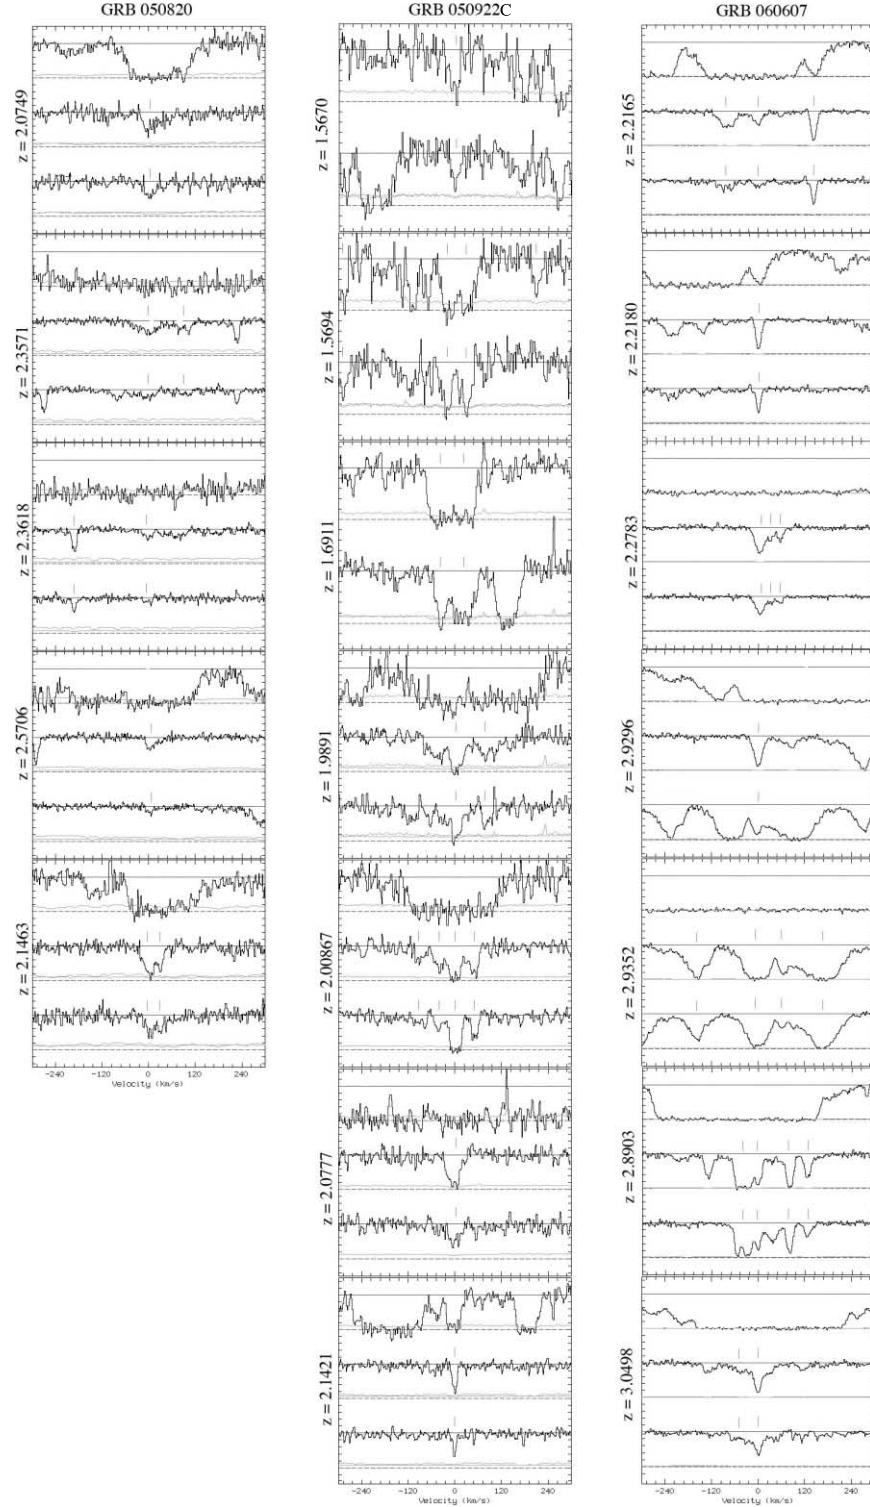 GRB 050820
z = 2.0749
z = 2.3571
z = 2.3618
z = 2.5706
z = 2.1463
-240 -120 0 120 240
Velocity (km/s)
GRB 050922C
z = 1.5670
z = 1.5694
z = 1.6911
z = 1.9891
z = 2.00867
z = 2.0777
z = 2.1421
-240 -120 0 120 240
Velocity (km/s)
GRB 060607
z = 2.2165
z = 2.2180
z = 2.2783
z = 2.9296
z = 2.9352
z = 2.8903
z = 3.0498
-240 -120 0 120 240
Velocity (km/s)